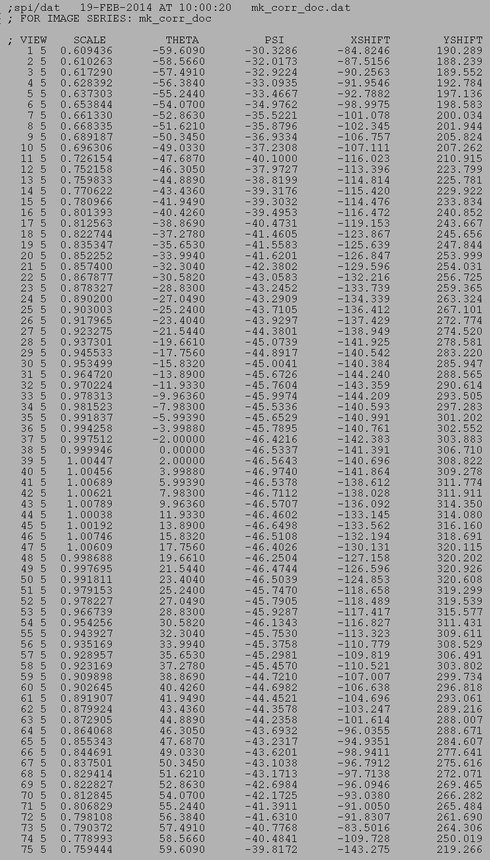 ;spi/dat 19-FEB-2014 AT 10:00:20 mk_corr_doc.dat
; FOR IMAGE SERIES: mk_corr_doc
; VIEW SCALE THETA PSI XSHIFT YSHIFT
1 5 0.609436 -59.6090 -30.3286 -84.8246 190.289
2 5 0.610263 -58.5660 -32.0173 -87.5156 188.239
3 5 0.617290 -57.4910 -32.9224 -90.2563 189.552
4 5 0.628392 -56.3840 -33.0935 -91.9546 192.784
5 5 0.637303 -55.2440 -33.4667 -92.7882 197.136
6 5 0.653844 -54.0700 -34.9762 -98.9975 198.583
7 5 0.661330 -52.8630 -35.5221 -101.078 200.034
8 5 0.668335 -51.6210 -35.8796 -102.345 201.944
9 5 0.689187 -50.3450 -36.9334 -106.757 205.824
10 5 0.696306 -49.0330 -37.2308 -107.111 207.262
11 5 0.726154 -47.6870 -40.1000 -116.023 210.915
12 5 0.752158 -46.3050 -37.9727 -113.396 223.799
13 5 0.759833 -44.8890 -38.8199 -114.814 225.781
14 5 0.770622 -43.4360 -39.3176 -115.420 229.922
15 5 0.780966 -41.9490 -39.3032 -114.476 233.834
16 5 0.801393 -40.4260 -39.4953 -116.472 240.852
17 5 0.812563 -38.8690 -40.4731 -119.153 243.667
18 5 0.822744 -37.2780 -41.4605 -123.867 245.656
19 5 0.835347 -35.6530 -41.5583 -125.639 247.844
20 5 0.852252 -33.9940 -41.6201 -126.847 253.999
21 5 0.857400 -32.3040 -42.3802 -129.596 254.031
22 5 0.867877 -30.5820 -43.0583 -132.216 256.725
23 5 0.878327 -28.8300 -43.2452 -133.739 259.365
24 5 0.890200 -27.0490 -43.2909 -134.339 263.324
25 5 0.903003 -25.2400 -43.7105 -136.412 267.101
26 5 0.917965 -23.4040 -43.9297 -137.429 272.774
27 5 0.923275 -21.5440 -44.3801 -138.949 274.520
28 5 0.937301 -19.6610 -45.0739 -141.925 278.581
29 5 0.945533 -17.7560 -44.8917 -140.542 283.220
30 5 0.953499 -15.8320 -45.0041 -140.384 285.947
31 5 0.964720 -13.8900 -45.6726 -144.240 288.565
32 5 0.970224 -11.9330 -45.7604 -143.359 290.614
33 5 0.978313 -9.96360 -45.9974 -144.209 293.505
34 5 0.981523 -7.98300 -45.5336 -140.593 297.283
35 5 0.991837 -5.99390 -45.6529 -140.991 301.202
36 5 0.994258 -3.99880 -45.7895 -140.761 302.552
37 5 0.997512 -2.00000 -46.4216 -142.383 303.883
38 5 0.999946 0.00000 -46.5337 -141.391 306.710
39 5 1.00447 2.00000 -46.5643 -140.696 308.822
40 5 1.00456 3.99880 -46.9740 -141.864 309.278
41 5 1.00689 5.99390 -46.5378 -138.612 311.774
42 5 1.00621 7.98300 -46.7112 -138.028 311.911
43 5 1.00789 9.96360 -46.5707 -136.092 314.350
44 5 1.00038 11.9330 -46.4602 -133.145 314.080
45 5 1.00192 13.8900 -46.6498 -133.562 316.160
46 5 1.00746 15.8320 -46.5108 -132.194 318.691
47 5 1.00609 17.7560 -46.4026 -130.131 320.115
48 5 0.998688 19.6610 -46.2504 -127.158 320.202
49 5 0.997695 21.5440 -46.4744 -126.596 320.926
50 5 0.991811 23.4040 -46.5039 -124.853 320.608
51 5 0.979153 25.2400 -45.7470 -118.658 319.299
52 5 0.978227 27.0490 -45.7905 -118.489 319.539
53 5 0.966739 28.8300 -45.9287 -117.417 315.577
54 5 0.954256 30.5820 -46.1343 -116.827 311.431
55 5 0.943927 32.3040 -45.7530 -113.323 309.611
56 5 0.935169 33.9940 -45.3758 -110.779 308.529
57 5 0.928957 35.6530 -45.2981 -109.819 306.491
58 5 0.923169 37.2780 -45.4570 -110.521 303.802
59 5 0.909898 38.8690 -44.7210 -107.007 299.734
60 5 0.902645 40.4260 -44.6982 -106.638 296.818
61 5 0.891907 41.9490 -44.4521 -104.696 293.061
62 5 0.879924 43.4360 -44.3578 -103.247 289.216
63 5 0.872905 44.8890 -44.2358 -101.614 288.007
64 5 0.864068 46.3050 -43.6932 -96.0355 288.671
65 5 0.855343 47.6870 -43.2317 -94.9351 284.607
66 5 0.844691 49.0330 -43.6201 -98.9411 277.641
67 5 0.837501 50.3450 -43.1038 -96.7912 275.616
68 5 0.829414 51.6210 -43.1713 -97.7138 272.071
69 5 0.822827 52.8630 -42.6984 -96.0946 269.465
70 5 0.812845 54.0700 -42.1725 -93.0380 266.282
71 5 0.806829 55.2440 -41.3911 -91.0050 265.484
72 5 0.798108 56.3840 -41.6310 -91.8307 261.690
73 5 0.790372 57.4910 -40.7768 -83.5016 264.306
74 5 0.778993 58.5660 -40.4841 -109.728 250.019
75 5 0.759444 59.6090 -39.8172 -143.275 219.266